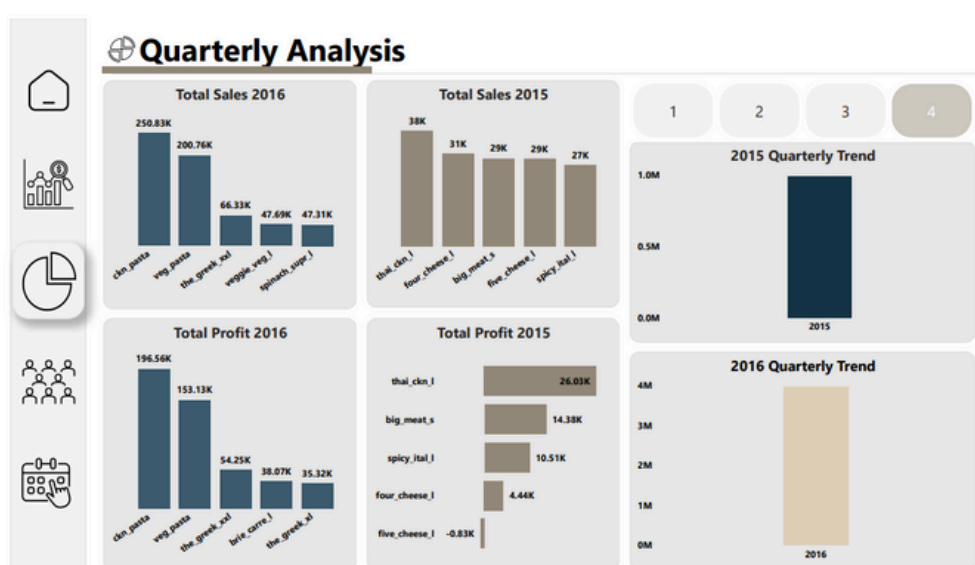 Quarterly Analysis
Total Sales 2016
250.83K
200.76K
66.33K
47.69K
47.31K
ckn_pasta
veg_pasta
the_greek_xxl
veggie_veg_l
spinach_supr_l
Total Sales 2015
38K
31K
29K
29K
27K
thai_ckn_l
four_cheese_l
big_meat_s
five_cheese_l
spicy_ital_l
1 2 3 4
2015 Quarterly Trend
1.0M
0.5M
0.0M
2015
Total Profit 2016
196.56K
153.13K
54.25K
38.07K
35.32K
ckn_pasta
veg_pasta
the_greek_xxl
brie_carre_l
the_greek_xl
Total Profit 2015
thai_ckn_l 26.03K
big_meat_s 14.38K
spicy_ital_l 10.51K
four_cheese_l 4.44K
five_cheese_l -0.83K
2016 Quarterly Trend
4M
3M
2M
1M
0M
2016